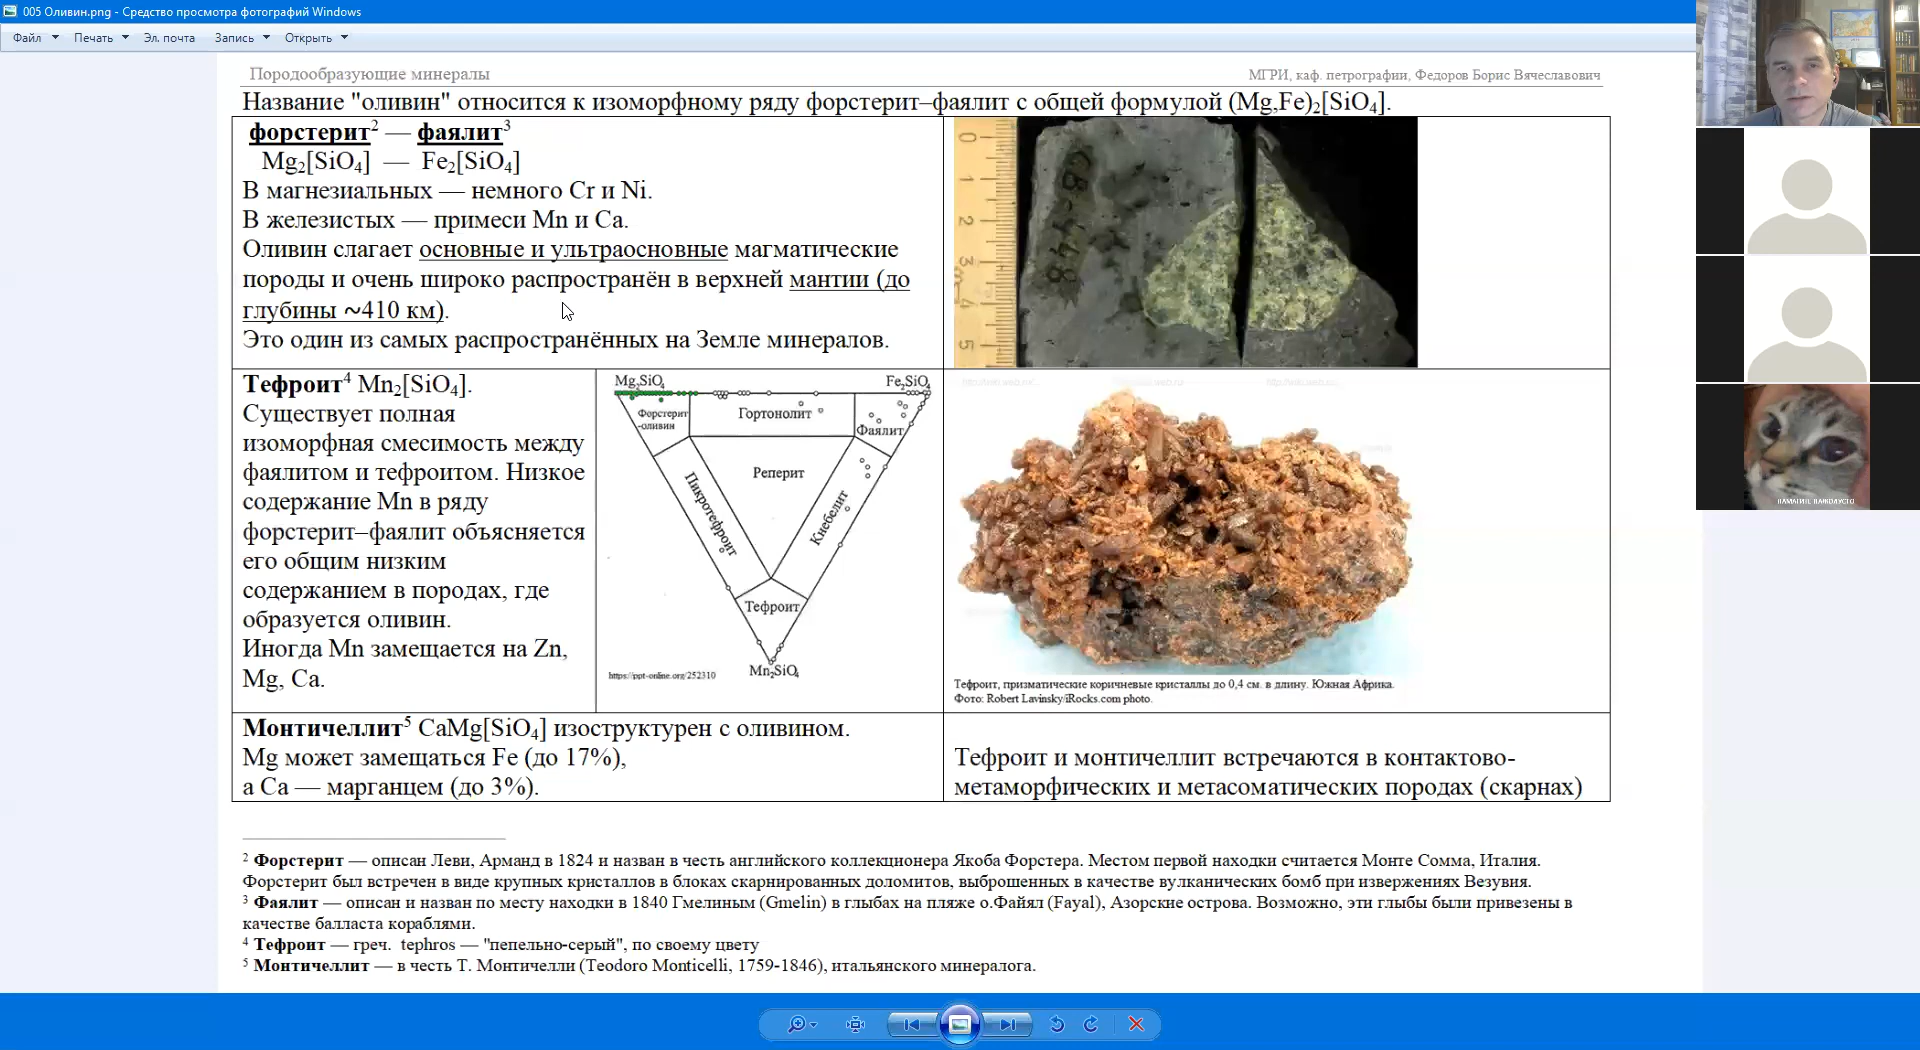 005 Оливин.png - Средство просмотра фотографий Windows
Файл Печать Эл. почта Запись Открыть
Породообразующие минералы
МГРИ, каф. петрографии, Федоров Борис Вячеславович
Название "оливин" относится к изоморфному ряду форстерит–фаялит с общей формулой (Mg,Fe)₂[SiO₄].
форстерит² — фаялит³
Mg₂[SiO₄] — Fe₂[SiO₄]
В магнезиальных — немного Cr и Ni.
В железистых — примеси Mn и Ca.
Оливин слагает основные и ультраосновные магматические
породы и очень широко распространён в верхней мантии (до
глубины ~410 км).
Это один из самых распространённых на Земле минералов.
0
1
2
3
4
5
Тефроит⁴ Mn₂[SiO₄].
Существует полная
изоморфная смесимость между
фаялитом и тефроитом. Низкое
содержание Mn в ряду
форстерит–фаялит объясняется
его общим низким
содержанием в породах, где
образуется оливин.
Иногда Mn замещается на Zn,
Mg, Ca.
Mg₂SiO₄
Fe₂SiO₄
Форстерит
-оливин
Гортонолит
Фаялит
Реперит
Пикротефроит
Кнебелит
Тефроит
Mn₂SiO₄
https://ppt-online.org/252310
Тефроит, призматические коричневые кристаллы до 0,4 см. в длину. Южная Африка.
Фото: Robert Lavinsky/iRocks.com photo.
Монтичеллит⁵ CaMg[SiO₄] изоструктурен с оливином.
Mg может замещаться Fe (до 17%),
а Ca — марганцем (до 3%).
Тефроит и монтичеллит встречаются в контактово-
метаморфических и метасоматических породах (скарнах)
² Форстерит — описан Леви, Арманд в 1824 и назван в честь английского коллекционера Якоба Форстера. Местом первой находки считается Монте Сомма, Италия.
Форстерит был встречен в виде крупных кристаллов в блоках скарнированных доломитов, выброшенных в качестве вулканических бомб при извержениях Везувия.
³ Фаялит — описан и назван по месту находки в 1840 Гмелиным (Gmelin) в глыбах на пляже о.Файял (Fayal), Азорские острова. Возможно, эти глыбы были привезены в
качестве балласта кораблями.
⁴ Тефроит — греч. tephros — "пепельно-серый", по своему цвету
⁵ Монтичеллит — в честь Т. Монтичелли (Teodoro Monticelli, 1759-1846), итальянского минералога.